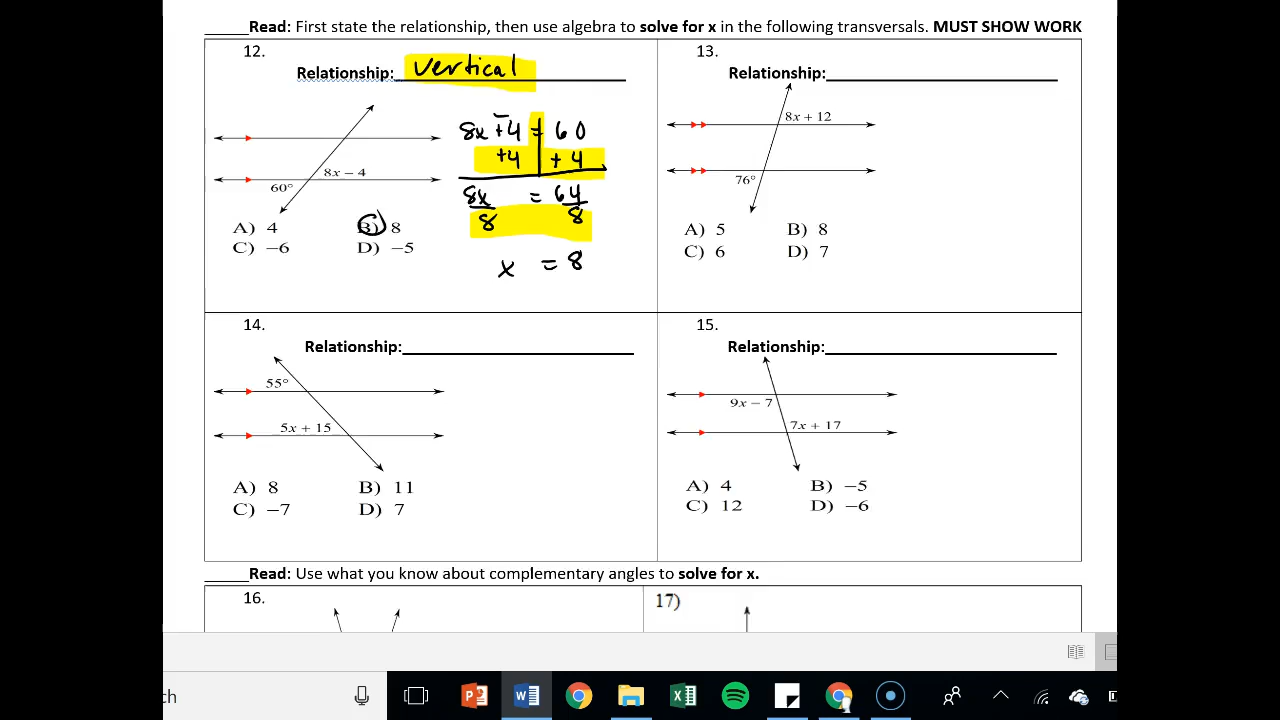 _____Read: First state the relationship, then use algebra to solve for x in the following transversals. MUST SHOW WORK
12.
Relationship: vertical
8x − 4
60°
8x +− 4 = 60
+4 + 4
8x = 64
8 8
x = 8
A) 4 B) 8
C) −6 D) −5
13.
Relationship:
8x + 12
76°
A) 5 B) 8
C) 6 D) 7
14.
Relationship:
55°
5x + 15
A) 8 B) 11
C) −7 D) 7
15.
Relationship:
9x − 7
7x + 17
A) 4 B) −5
C) 12 D) −6
_____Read: Use what you know about complementary angles to solve for x.
16.
17)
ch